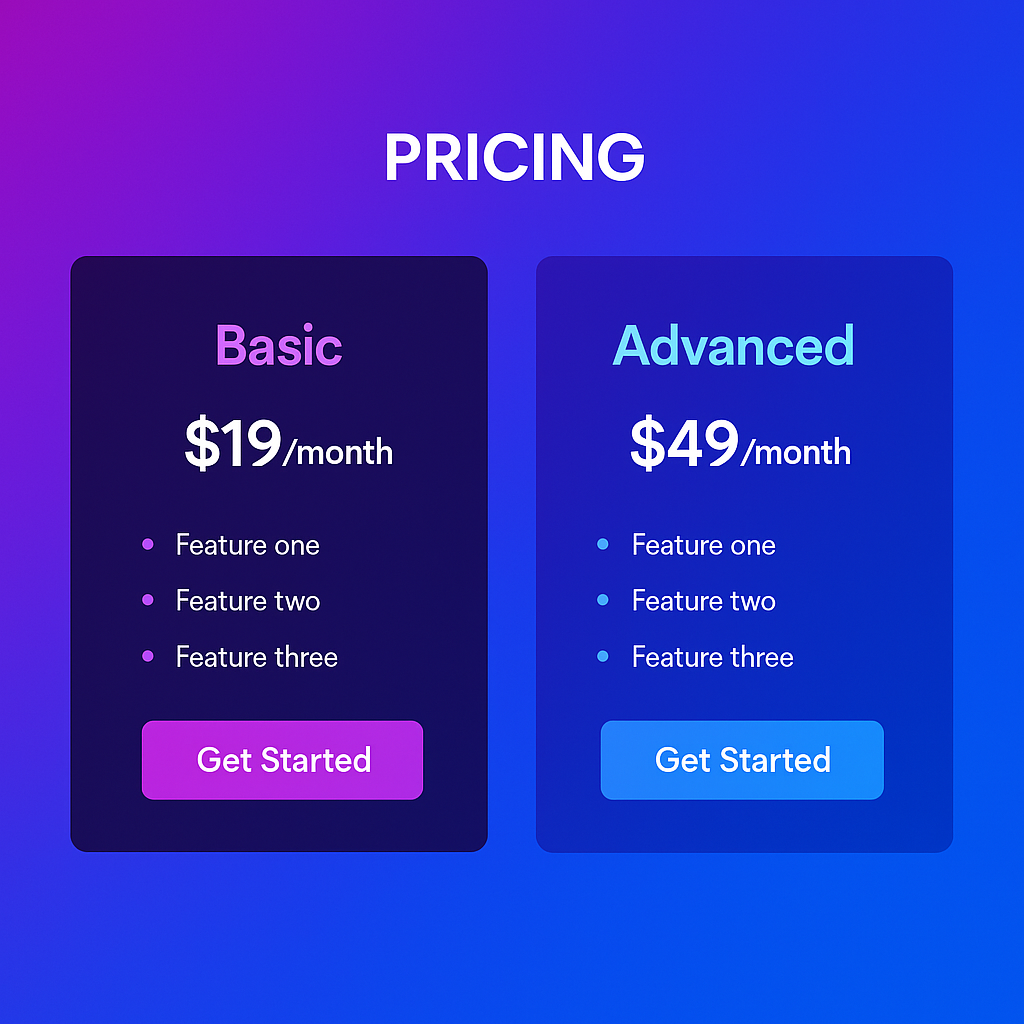 PRICING
Basic
$19/month
• Feature one
• Feature two
• Feature three
Get Started
Advanced
$49/month
• Feature one
• Feature two
• Feature three
Get Started